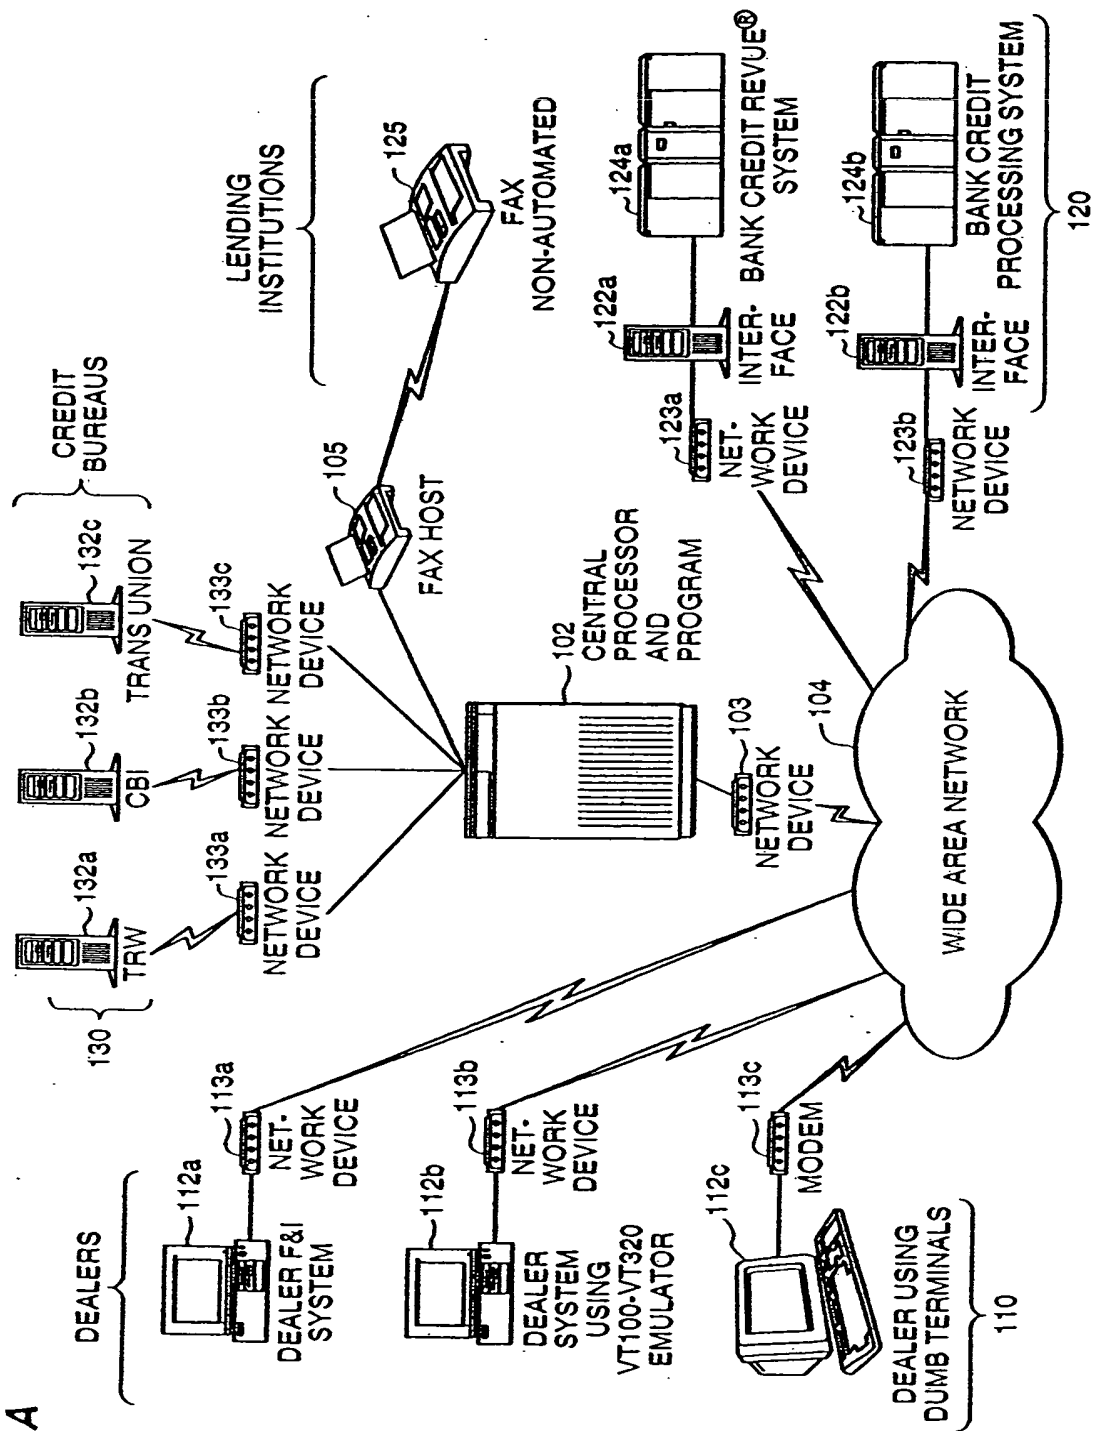 A
DEALERS
112a
DEALER F&I
SYSTEM
113a
NET-
WORK
DEVICE
112b
DEALER
SYSTEM
USING
VT100-VT320
EMULATOR
113b
NET-
WORK
DEVICE
112c
113c
MODEM
DEALER USING
DUMB TERMINALS
110
CREDIT
BUREAUS
130
132a
TRW
133a
NETWORK
DEVICE
132b
CBI
133b
NETWORK
DEVICE
132c
TRANS UNION
133c
NETWORK
DEVICE
105
FAX HOST
102
CENTRAL
PROCESSOR
AND
PROGRAM
103
NETWORK
DEVICE
104
WIDE AREA NETWORK
LENDING
INSTITUTIONS
125
FAX
NON-AUTOMATED
123a
NET-
WORK
DEVICE
122a
INTER-
FACE
124a
BANK CREDIT REVUE®
SYSTEM
123b
NETWORK
DEVICE
122b
INTER-
FACE
124b
BANK CREDIT
PROCESSING SYSTEM
120